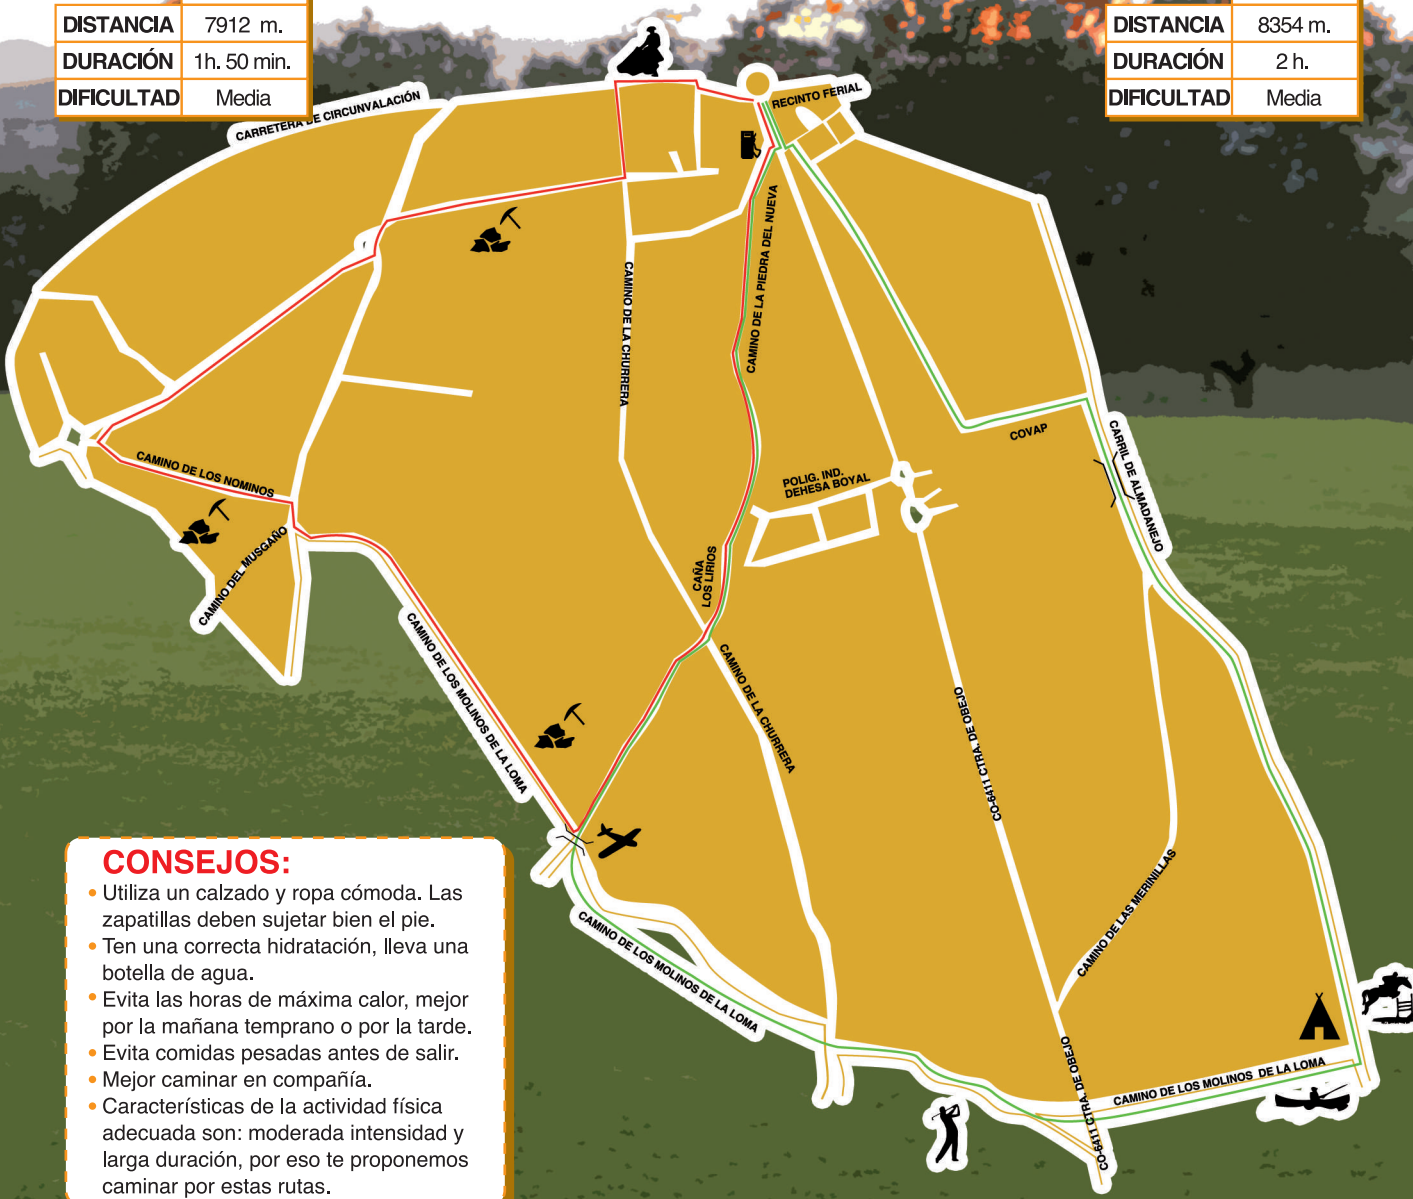 DISTANCIA 7912 m.
DURACIÓN 1h. 50 min.
DIFICULTAD Media
DISTANCIA 8354 m.
DURACIÓN 2 h.
DIFICULTAD Media
CARRETERA DE CIRCUNVALACIÓN
RECINTO FERIAL
CAMINO DE LA PIEDRA DEL NUEVA
CAMINO DE LA CHURRERA
COVAP
CARRIL DE ALMADANEJO
CAMINO DE LOS NOMINOS
POLIG. IND.
DEHESA BOYAL
CAMINO DEL MUSGAÑO
CAÑA
LOS LIRIOS
CAMINO DE LOS MOLINOS DE LA LOMA
CAMINO DE LA CHURRERA
CO-6411 CTRA. DE OBEJO
CAMINO DE LAS MERINILLAS
CAMINO DE LOS MOLINOS DE LA LOMA
CO-6411 CTRA. DE OBEJO
CAMINO DE LOS MOLINOS DE LA LOMA
CONSEJOS:
• Utiliza un calzado y ropa cómoda. Las
zapatillas deben sujetar bien el pie.
• Ten una correcta hidratación, lleva una
botella de agua.
• Evita las horas de máxima calor, mejor
por la mañana temprano o por la tarde.
• Evita comidas pesadas antes de salir.
• Mejor caminar en compañía.
• Características de la actividad física
adecuada son: moderada intensidad y
larga duración, por eso te proponemos
caminar por estas rutas.